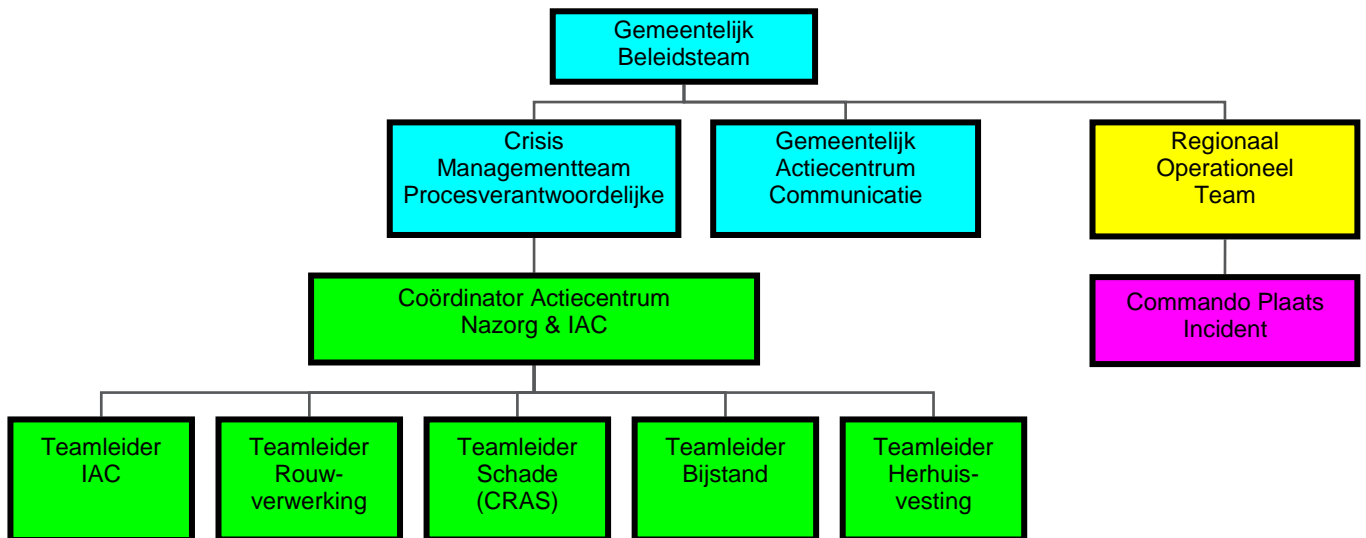 Gemeentelijk
Beleidsteam
Crisis
Managementteam
Procesverantwoordelijke
Gemeentelijk
Actiecentrum
Communicatie
Regionaal
Operationeel
Team
Coördinator Actiecentrum
Nazorg & IAC
Commando Plaats
Incident
Teamleider
IAC
Teamleider
Rouw-
verwerking
Teamleider
Schade
(CRAS)
Teamleider
Bijstand
Teamleider
Herhuis-
vesting